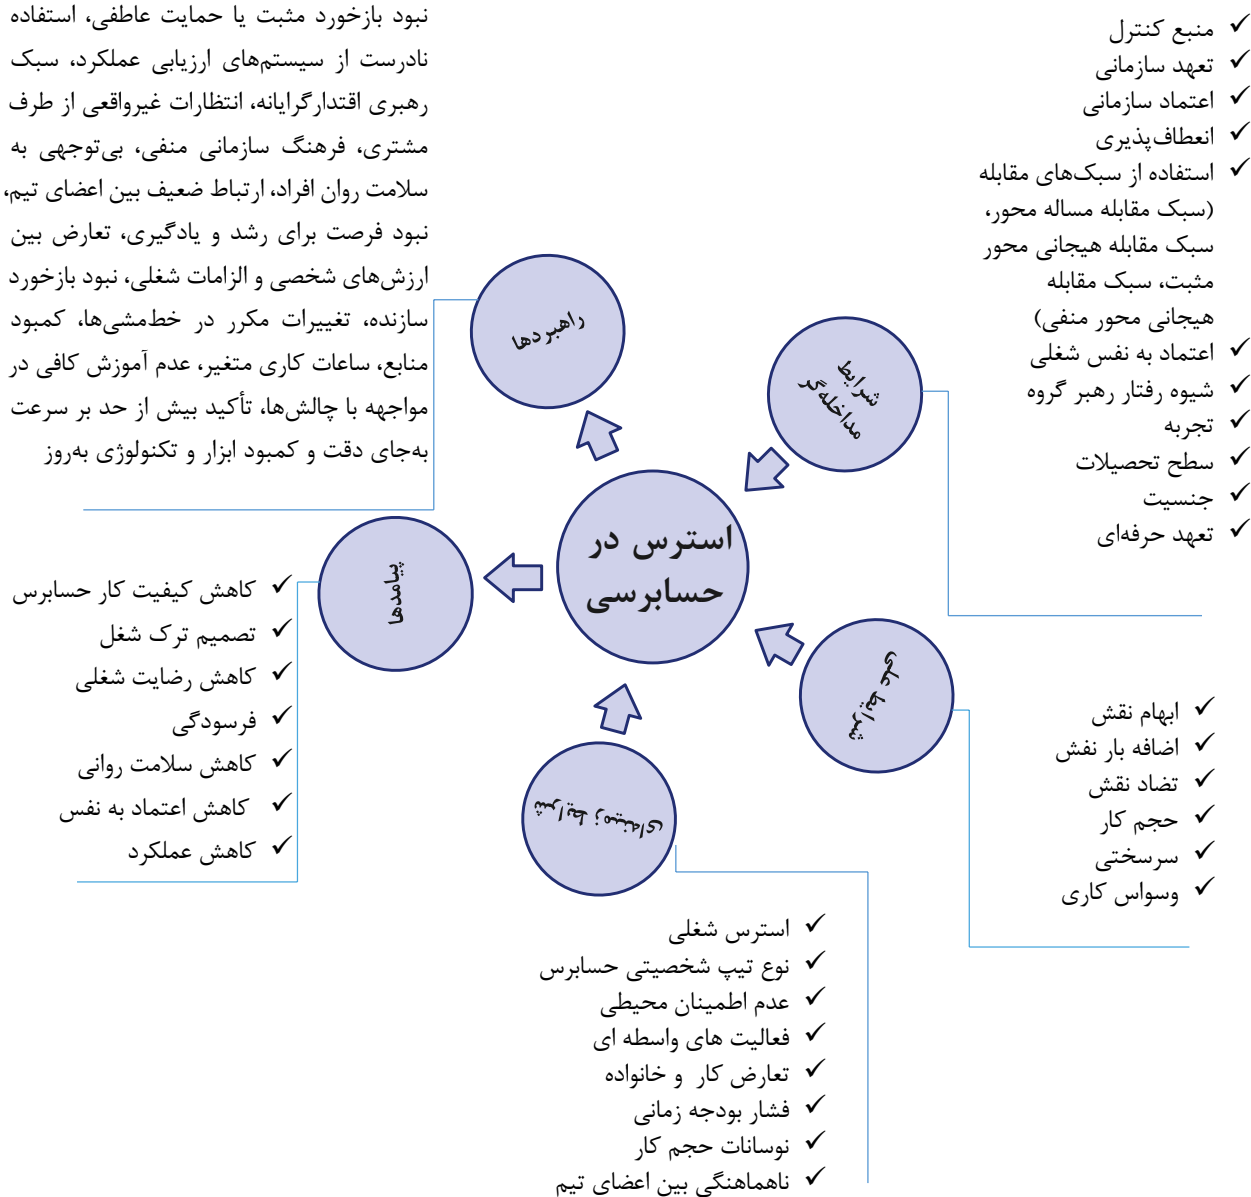 منبع کنترل
تعهد سازمانی
اعتماد سازمانی
انعطاف‌پذیری
استفاده از سبک‌های مقابله
(سبک مقابله مساله محور،
سبک مقابله هیجانی محور
مثبت، سبک مقابله
هیجانی محور منفی)
اعتماد به نفس شغلی
شیوه رفتار رهبر گروه
تجربه
سطح تحصیلات
جنسیت
تعهد حرفه‌ای
نبود بازخورد مثبت یا حمایت عاطفی، استفاده
نادرست از سیستم‌های ارزیابی عملکرد، سبک
رهبری اقتدارگرایانه، انتظارات غیرواقعی از طرف
مشتری، فرهنگ سازمانی منفی، بی‌توجهی به
سلامت روان افراد، ارتباط ضعیف بین اعضای تیم،
نبود فرصت برای رشد و یادگیری، تعارض بین
ارزش‌های شخصی و الزامات شغلی، نبود بازخورد
سازنده، تغییرات مکرر در خط‌مشی‌ها، کمبود
منابع، ساعات کاری متغیر، عدم آموزش کافی در
مواجهه با چالش‌ها، تأکید بیش از حد بر سرعت
به‌جای دقت و کمبود ابزار و تکنولوژی به‌روز
راهبردها
شرایط
مداخله‌گر
استرس در
حسابرسی
پیامدها
شرایط علی
شرایط زمینه‌ای
کاهش کیفیت کار حسابرس
تصمیم ترک شغل
کاهش رضایت شغلی
فرسودگی
کاهش سلامت روانی
کاهش اعتماد به نفس
کاهش عملکرد
ابهام نقش
اضافه بار نفش
تضاد نقش
حجم کار
سرسختی
وسواس کاری
استرس شغلی
نوع تیپ شخصیتی حسابرس
عدم اطمینان محیطی
فعالیت های واسطه ای
تعارض کار و خانواده
فشار بودجه زمانی
نوسانات حجم کار
ناهماهنگی بین اعضای تیم